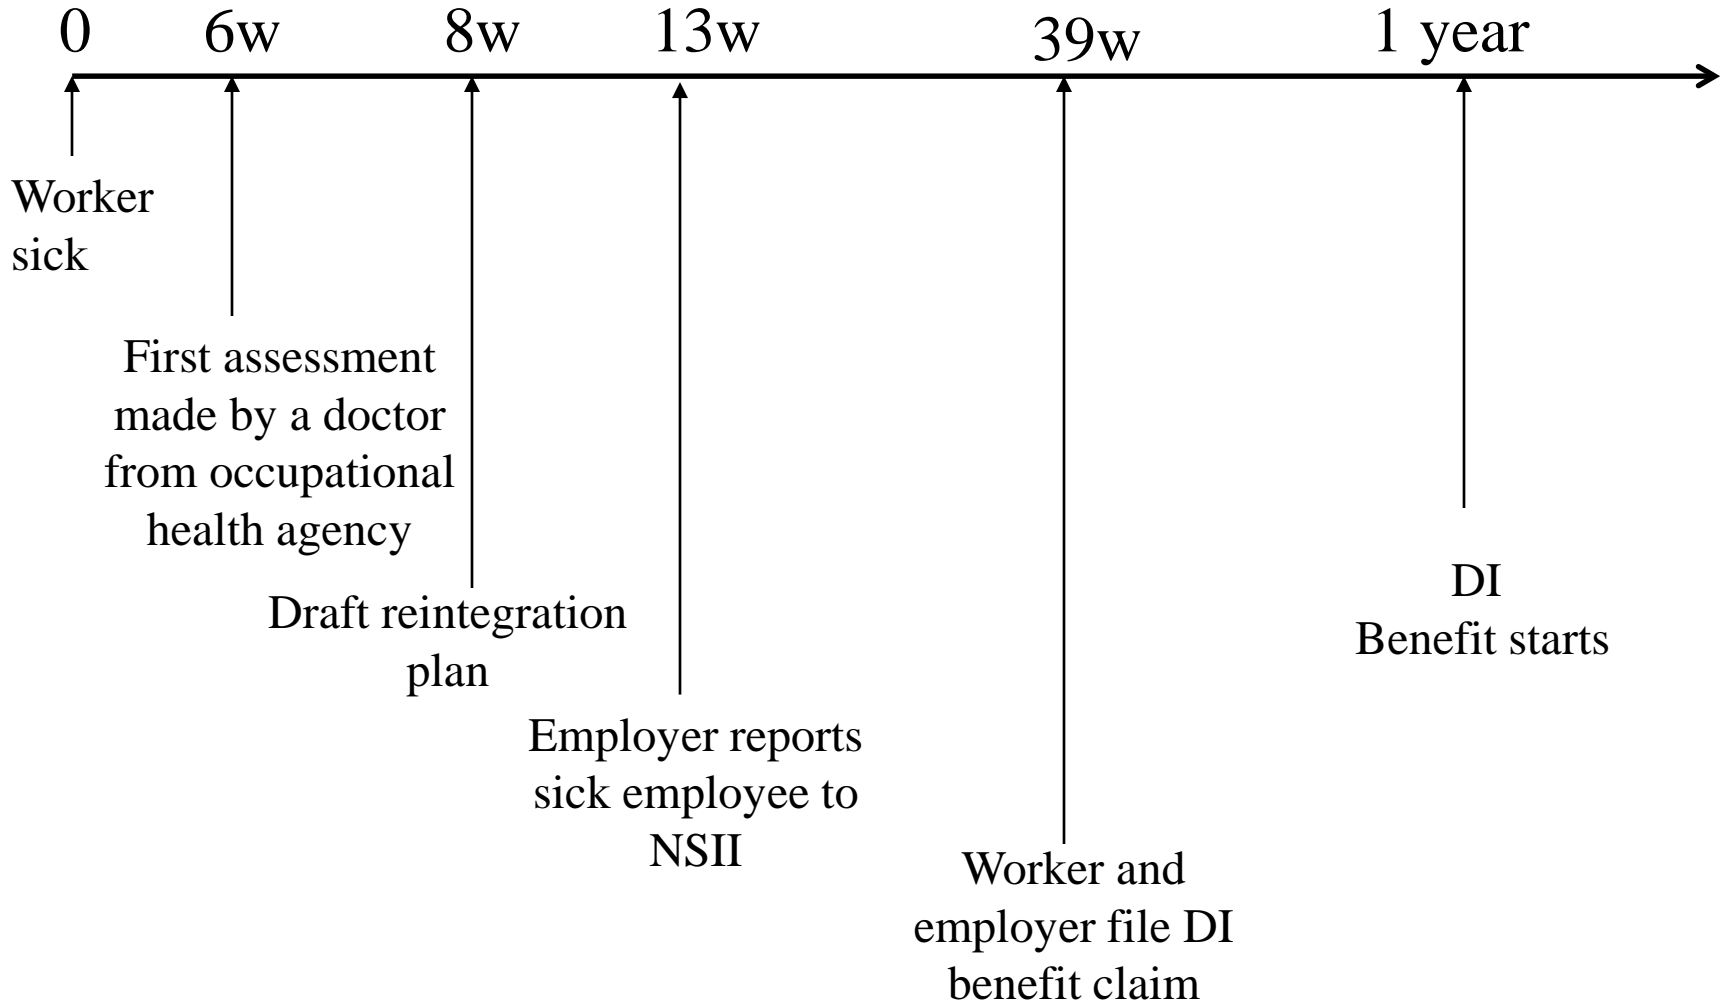 0
6w
8w
13w
39w
1 year
Worker
sick
First assessment
made by a doctor
from occupational
health agency
Draft reintegration
plan
Employer reports
sick employee to
NSII
Worker and
employer file DI
benefit claim
DI
Benefit starts